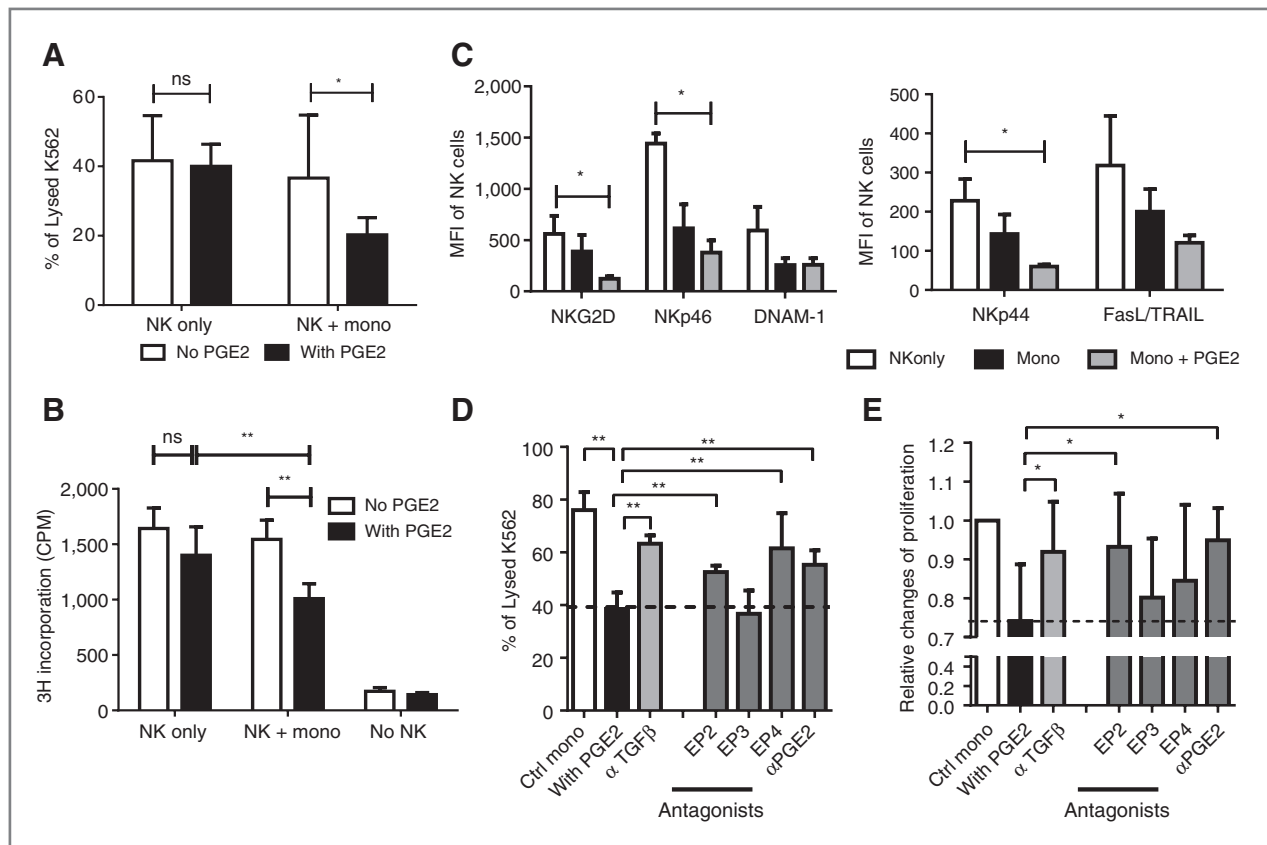 A
ns
*
60
40
20
0
% of Lysed K562
NK only
NK + mono
No PGE2
With PGE2
C
2,000
1,500
1,000
500
0
MFI of NK cells
*
*
NKG2D
NKp46
DNAM-1
500
400
300
200
100
0
MFI of NK cells
*
NKp44
FasL/TRAIL
NKonly
Mono
Mono + PGE2
B
ns
**
**
2,000
1,500
1,000
500
0
3H incorporation (CPM)
No PGE2
With PGE2
NK only
NK + mono
No NK
D
100
80
60
40
20
0
% of Lysed K562
**
**
**
**
**
Ctrl mono
With PGE2
α TGFβ
EP2
EP3
EP4
αPGE2
Antagonists
E
1.2
1.1
1.0
0.9
0.8
0.7
0.4
0.2
0.0
Relative changes of proliferation
*
*
*
Ctrl mono
With PGE2
α TGFβ
EP2
EP3
EP4
αPGE2
Antagonists